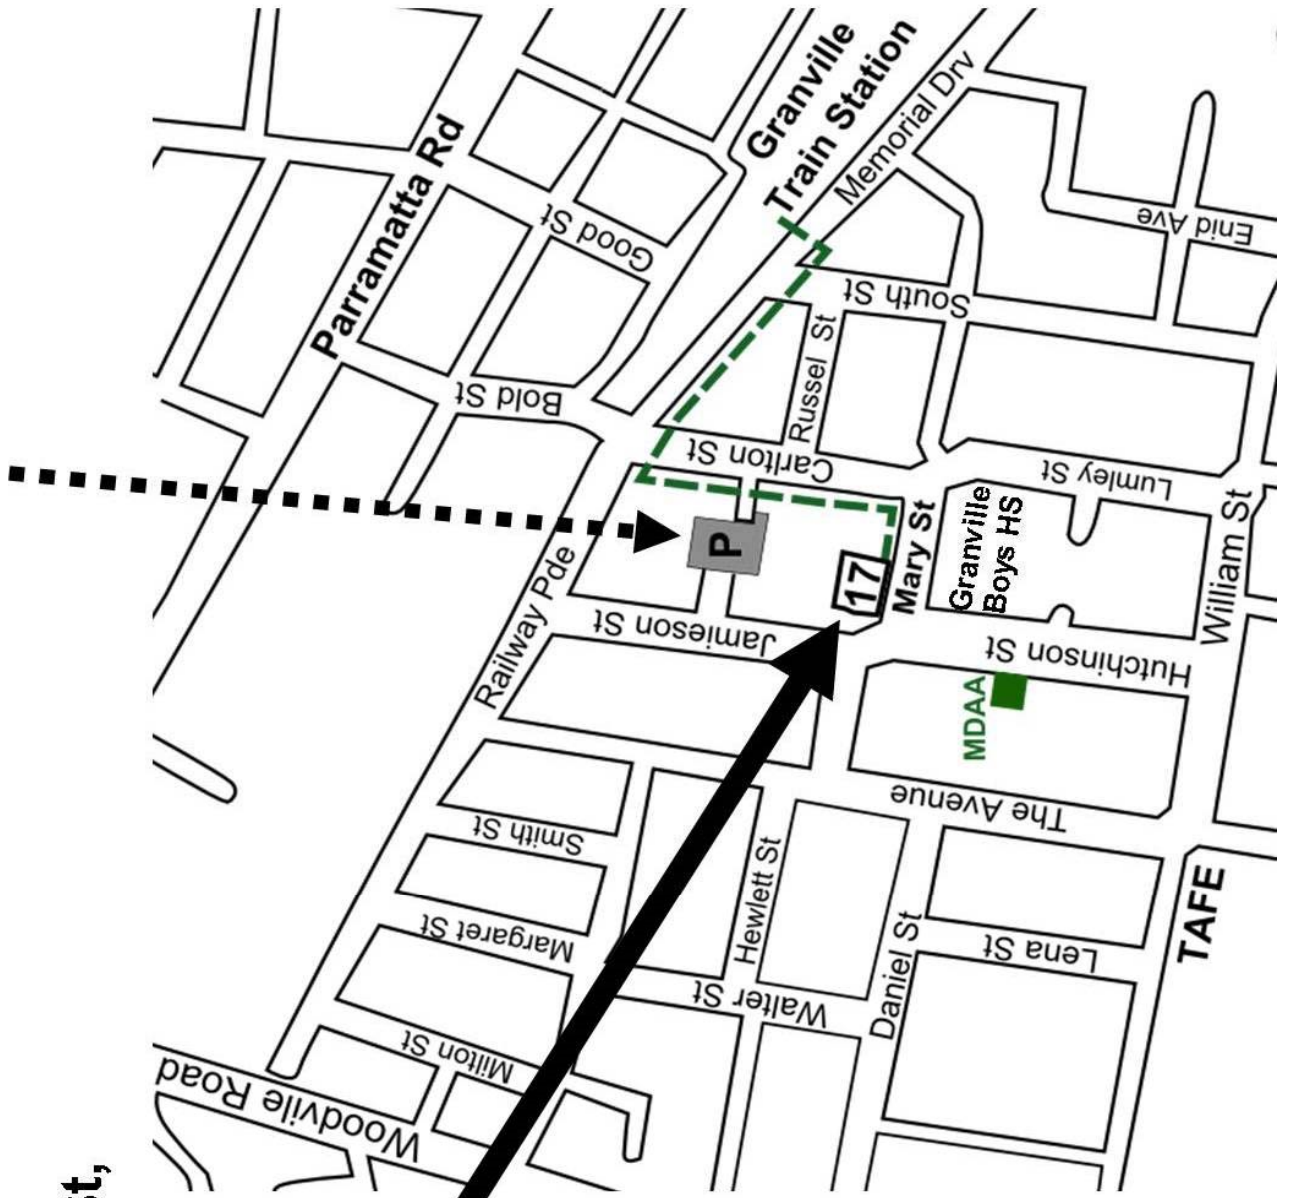 Granville
Train Station
Memorial Drv
Parramatta Rd
Good St
Enid Ave
South St
Russel St
Bold St
Carlton St
Lumley St
P
17
Mary St
Granville
Boys HS
William St
Railway Pde
Jamieson St
Hutchinson St
MDAA
The Avenue
Smith St
Hewlett St
TAFE
Margaret St
Daniel St
Lena St
Walter St
Milton St
Woodvile Road